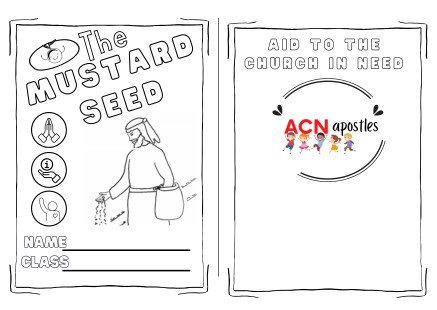 The
MUSTARD
SEED
NAME
CLASS
AID TO THE
CHURCH IN NEED
ACN apostles